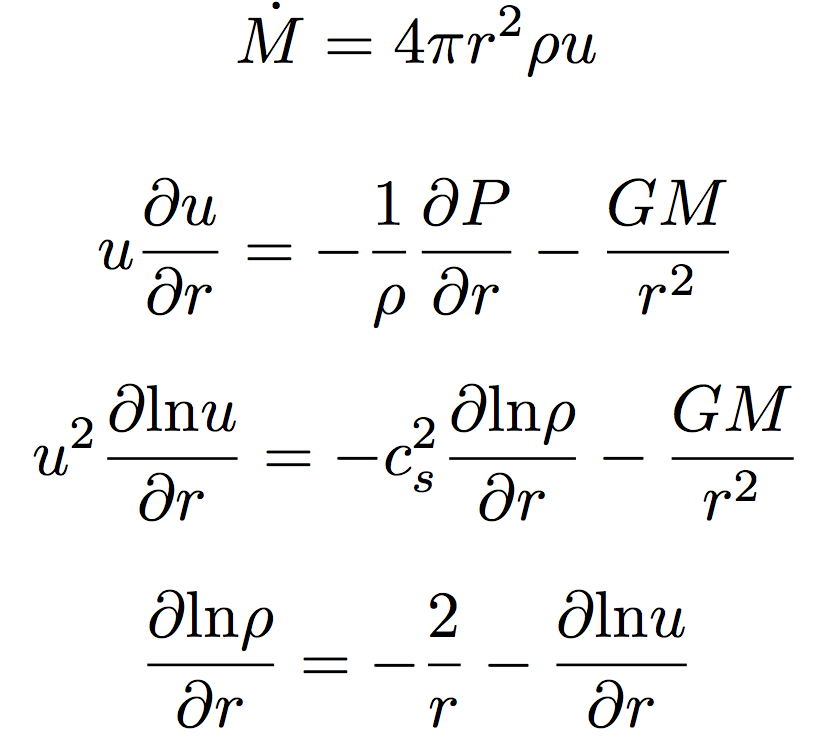 Ṁ = 4πr²ρu
u ∂u/∂r = −(1/ρ) ∂P/∂r − GM/r²
u² ∂lnu/∂r = −c_s² ∂lnρ/∂r − GM/r²
∂lnρ/∂r = −2/r − ∂lnu/∂r